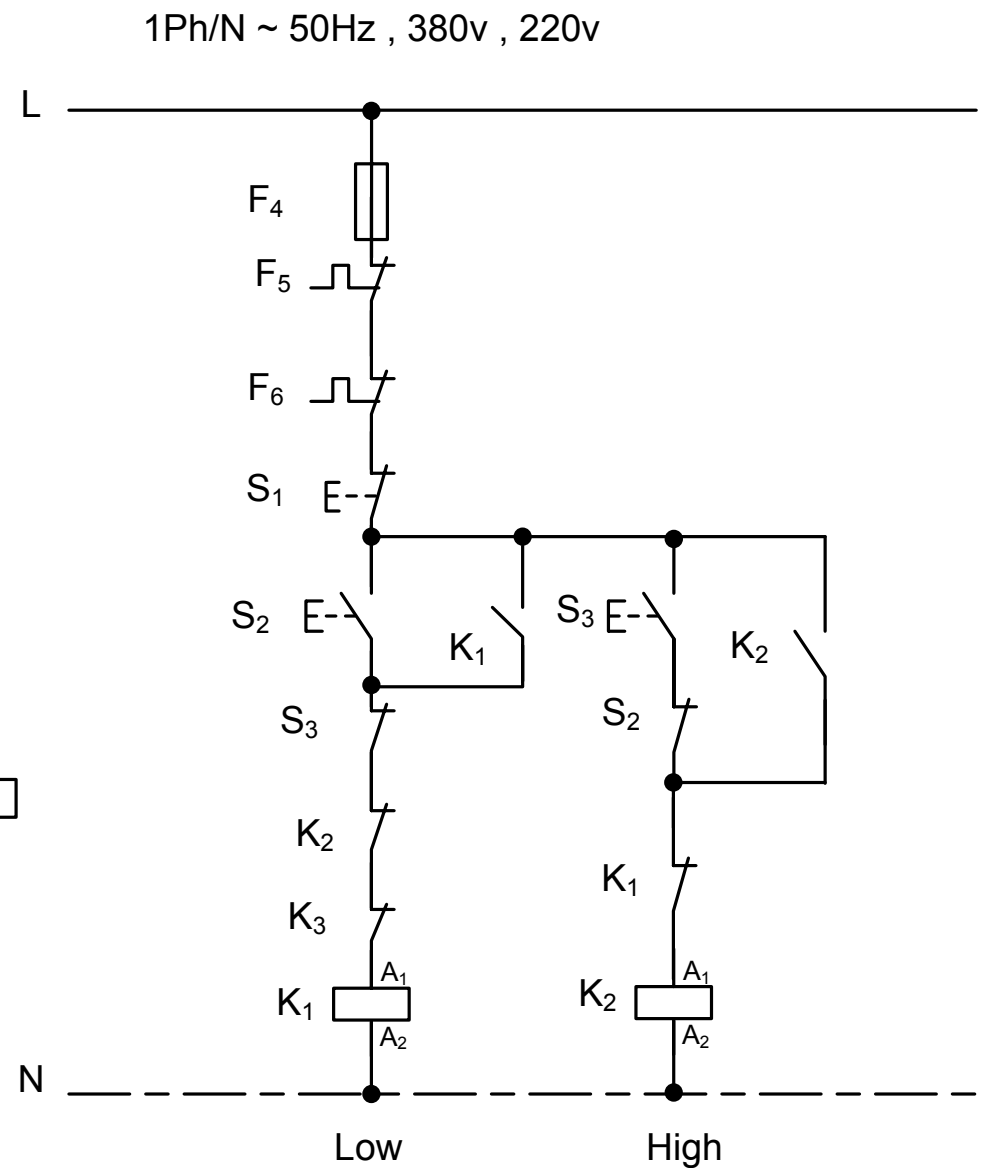 1Ph/N ~ 50Hz , 380v , 220v
L
F₄
F₅
F₆
S₁
S₂
K₁
S₃
K₂
S₃
S₂
K₂
K₁
K₃
K₁
A₁
A₂
K₂
A₁
A₂
N
Low
High